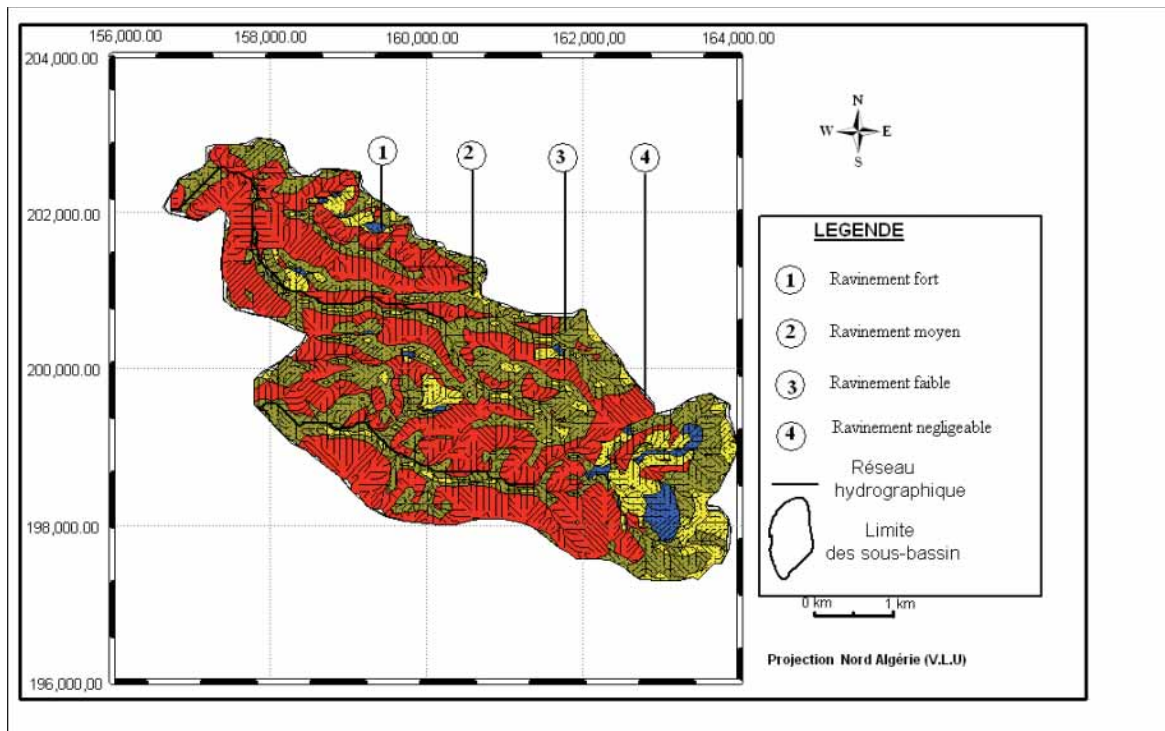 156,000.00 158,000.00 160,000.00 162,000.00 164,000.00
204,000.00
202,000.00
200,000.00
198,000.00
196,000,00
1 2 3 4
N
W E
S
LEGENDE
1 Ravinement fort
2 Ravinement moyen
3 Ravinement faible
4 Ravinement negligeable
Réseau
hydrographique
Limite
des sous-bassin
0 km 1 km
Projection Nord Algérie (V.L.U)